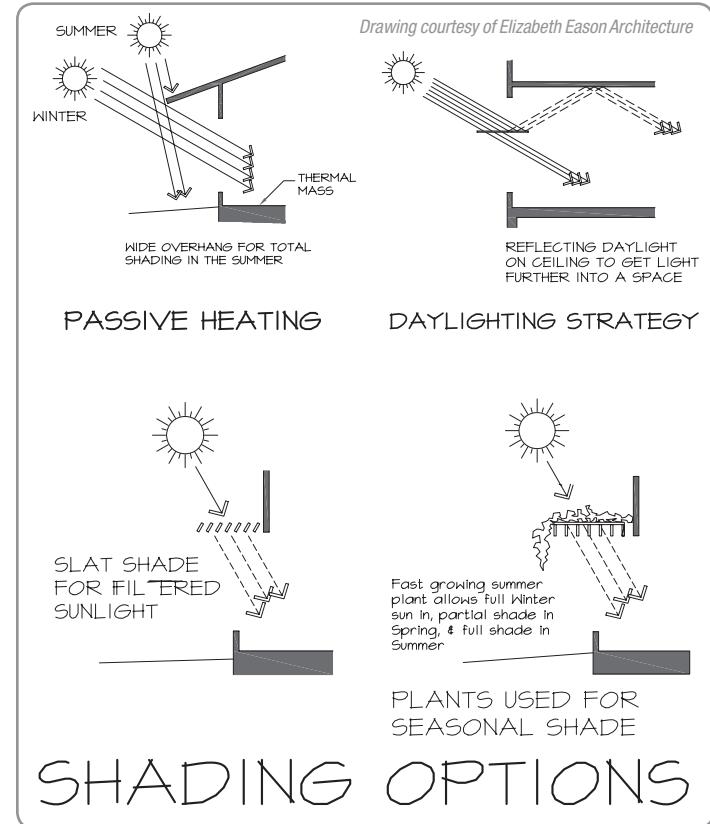 Drawing courtesy of Elizabeth Eason Architecture
SUMMER
WINTER
THERMAL
MASS
WIDE OVERHANG FOR TOTAL
SHADING IN THE SUMMER
PASSIVE HEATING
REFLECTING DAYLIGHT
ON CEILING TO GET LIGHT
FURTHER INTO A SPACE
DAYLIGHTING STRATEGY
SLAT SHADE
FOR FILTERED
SUNLIGHT
Fast growing summer
plant allows full Winter
sun in, partial shade in
Spring, & full shade in
Summer
PLANTS USED FOR
SEASONAL SHADE
SHADING OPTIONS